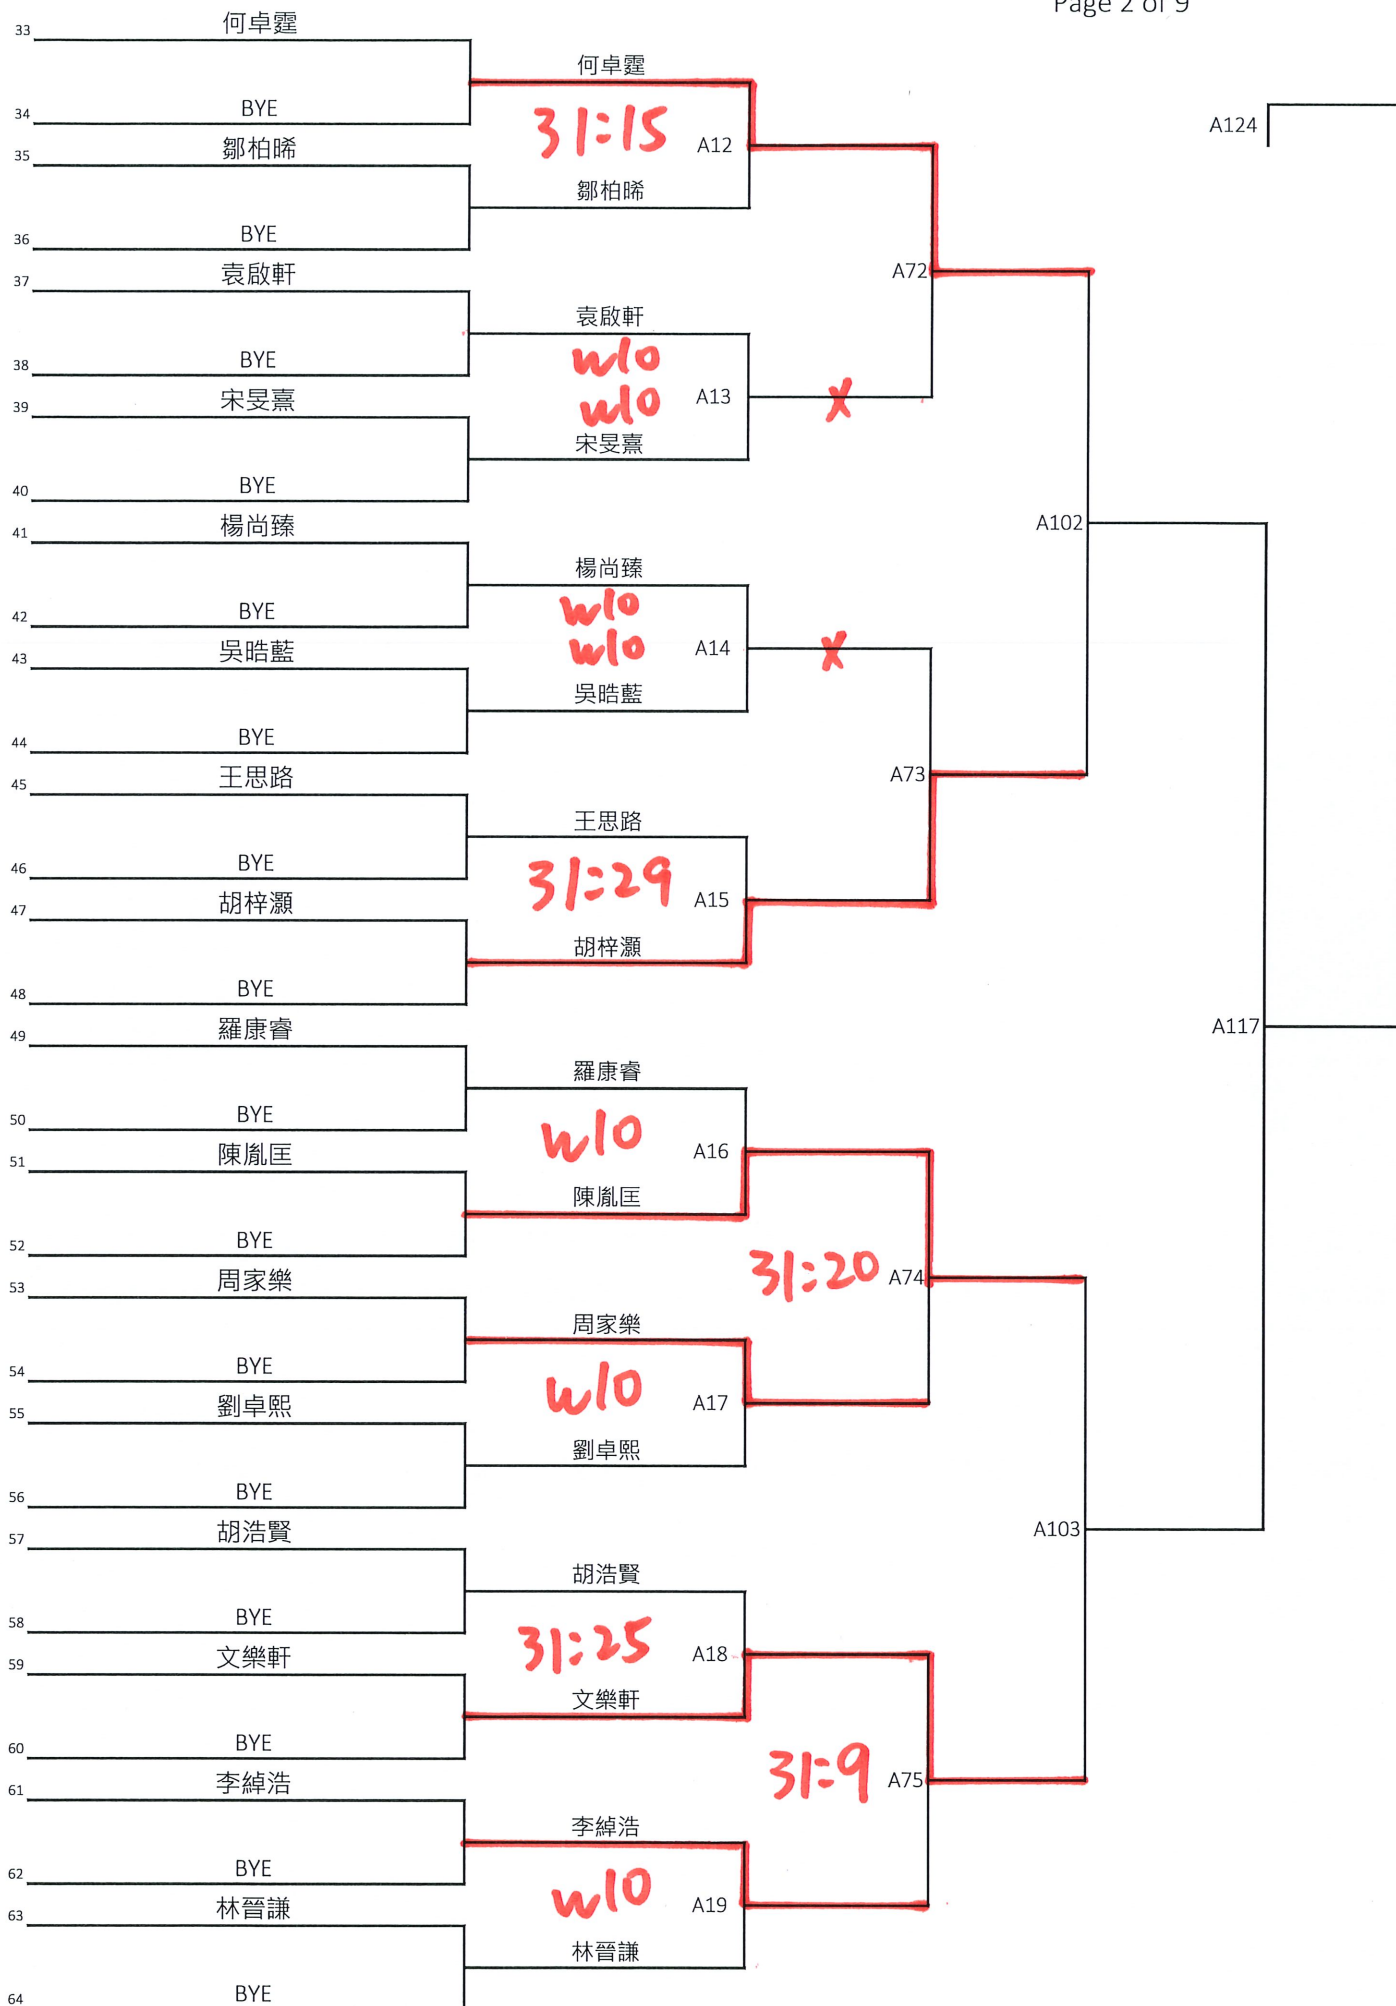 Page 2 of 9
33 何卓霆
何卓霆
34 BYE
31:15 A12
A124
35 鄒柏晞
鄒柏晞
36 BYE
A72
37 袁啟軒
袁啟軒
38 BYE
w/o
w/o A13 X
39 宋旻熹
宋旻熹
40 BYE
A102
41 楊尚臻
楊尚臻
42 BYE
w/o
w/o A14 X
43 吳晧藍
吳晧藍
44 BYE
A73
45 王思路
王思路
46 BYE
31:29 A15
47 胡梓灝
胡梓灝
48 BYE
A117
49 羅康睿
羅康睿
50 BYE
w/o A16
51 陳胤匡
陳胤匡
52 BYE
31:20 A74
53 周家樂
周家樂
54 BYE
w/o A17
55 劉卓熙
劉卓熙
56 BYE
A103
57 胡浩賢
胡浩賢
58 BYE
31:25 A18
59 文樂軒
文樂軒
60 BYE
31:9 A75
61 李綽浩
李綽浩
62 BYE
w/o A19
63 林晉謙
林晉謙
64 BYE